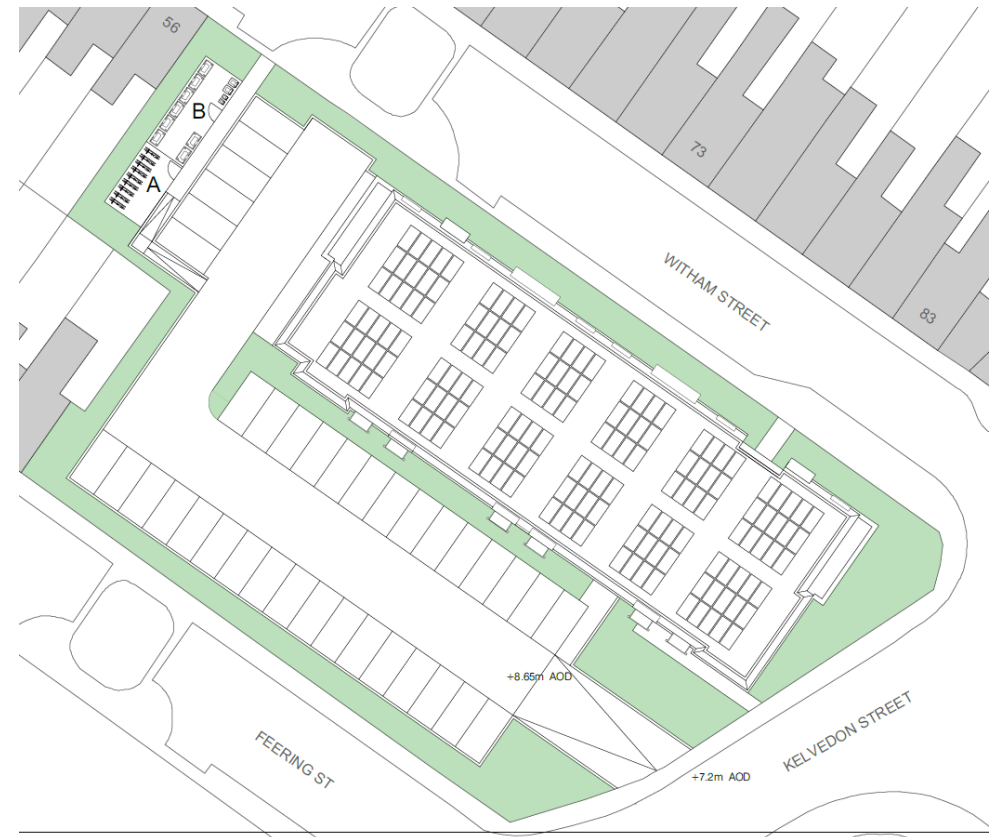 56
B
A
73
WITHAM STREET
83
+8.65m AOD
KELVEDON STREET
FEERING ST
+7.2m AOD